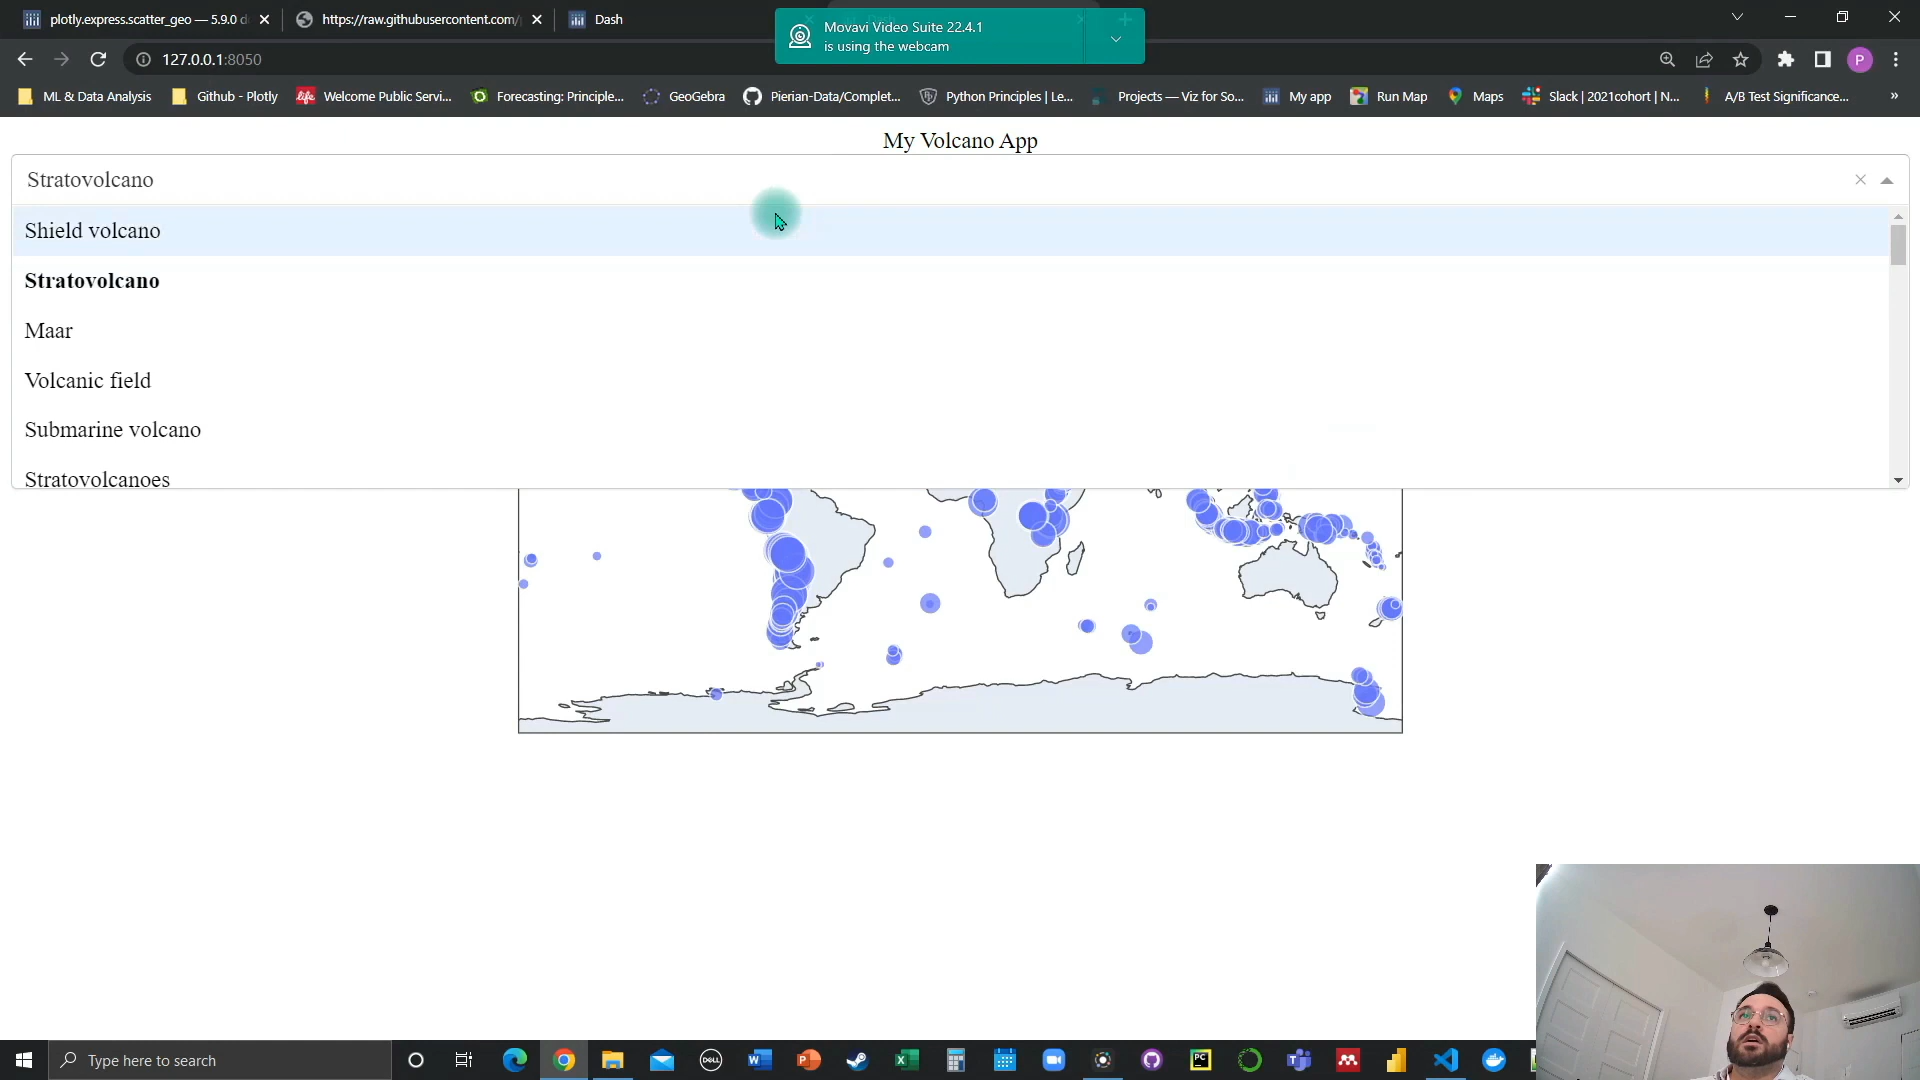 plotly.express.scatter_geo — 5.9.0 d
https://raw.githubusercontent.com/
Dash
Movavi Video Suite 22.4.1
is using the webcam
127.0.0.1:8050
P
ML & Data Analysis
Github - Plotly
life
Welcome Public Servi...
Forecasting: Principle...
GeoGebra
Pierian-Data/Complet...
Python Principles | Le...
Projects — Viz for So...
My app
Run Map
Maps
Slack | 2021cohort | N...
A/B Test Significance...
»
My Volcano App
Stratovolcano
Shield volcano
Stratovolcano
Maar
Volcanic field
Submarine volcano
Stratovolcanoes
Type here to search
DELL
PC